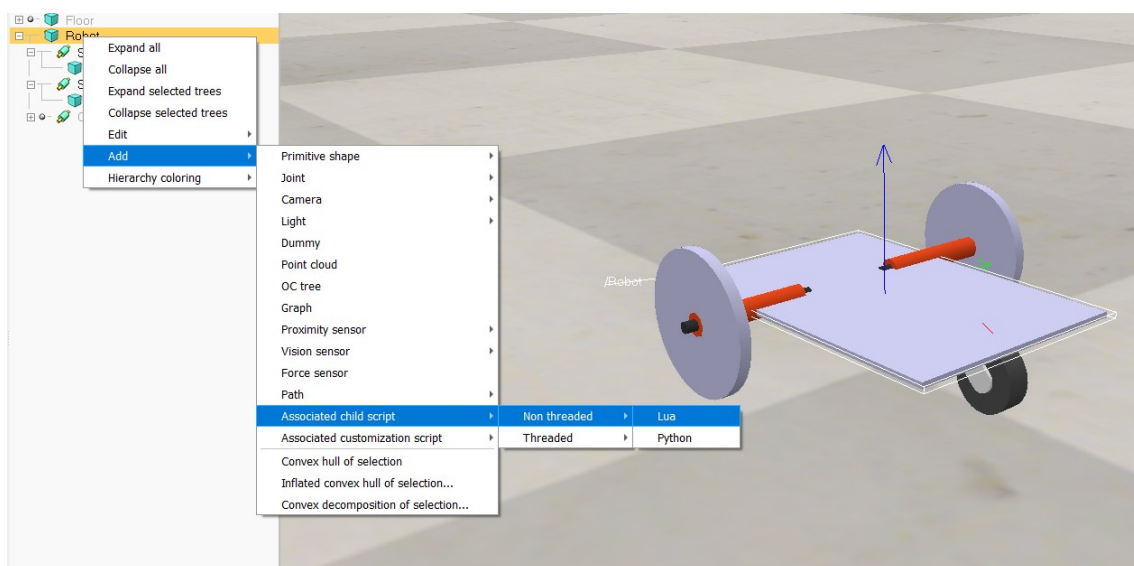 Floor
Robot
S
S
Expand all
Collapse all
Expand selected trees
Collapse selected trees
Edit
Add
Hierarchy coloring
Primitive shape
Joint
Camera
Light
Dummy
Point cloud
OC tree
Graph
Proximity sensor
Vision sensor
Force sensor
Path
Associated child script
Associated customization script
Convex hull of selection
Inflated convex hull of selection...
Convex decomposition of selection...
Non threaded
Threaded
Lua
Python
/Robot